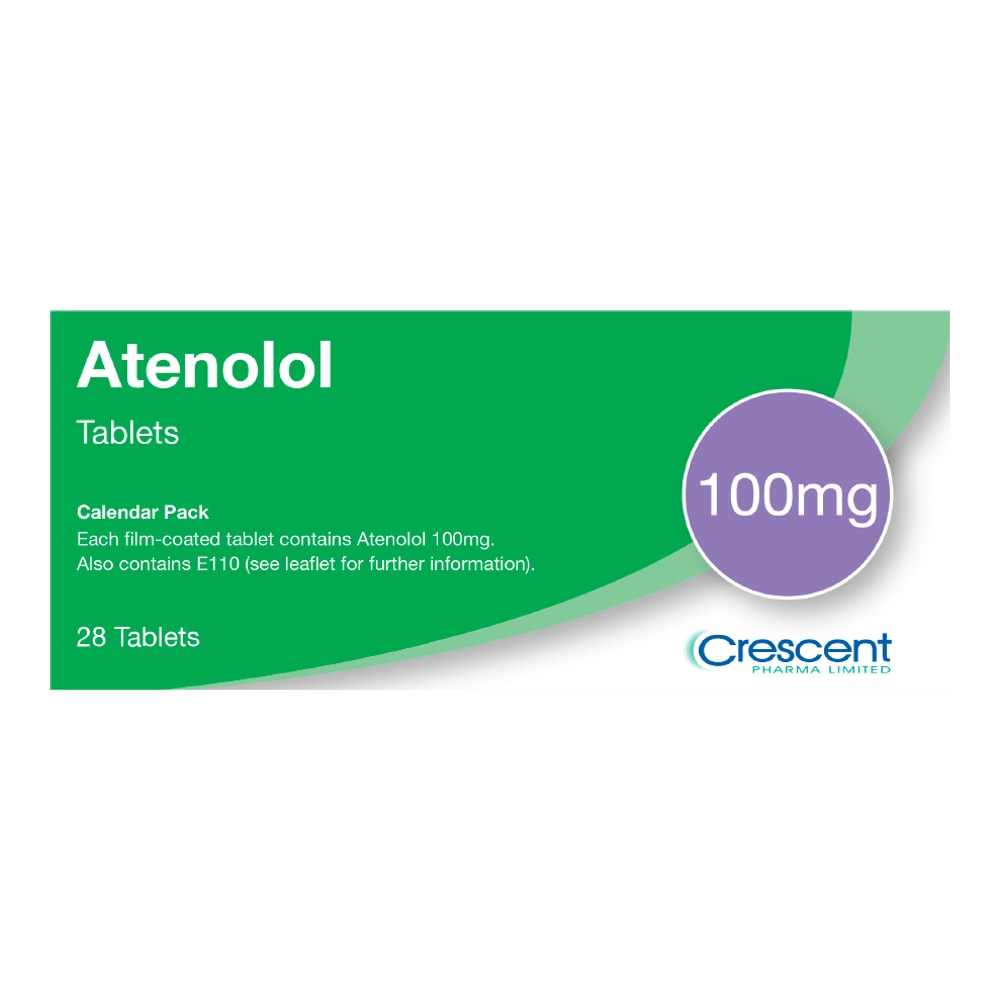 Atenolol
Tablets
100mg
Calendar Pack
Each film-coated tablet contains Atenolol 100mg.
Also contains E110 (see leaflet for further information).
28 Tablets
Crescent
PHARMA LIMITED